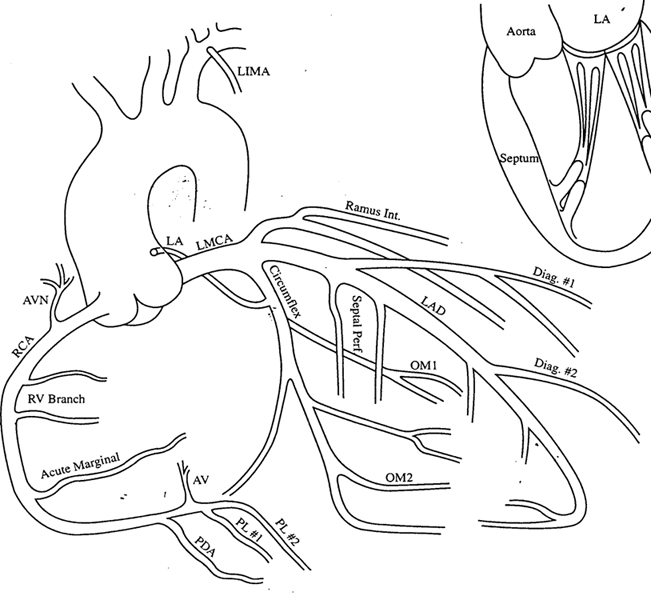 Aorta
LA
LIMA
Septum
Ramus Int.
LA
LMCA
Diag. #1
Circumflex
AVN
Septal Perf
LAD
RCA
OM1
Diag. #2
RV Branch
Acute Marginal
AV
OM2
PL #1
PL #2
PDA